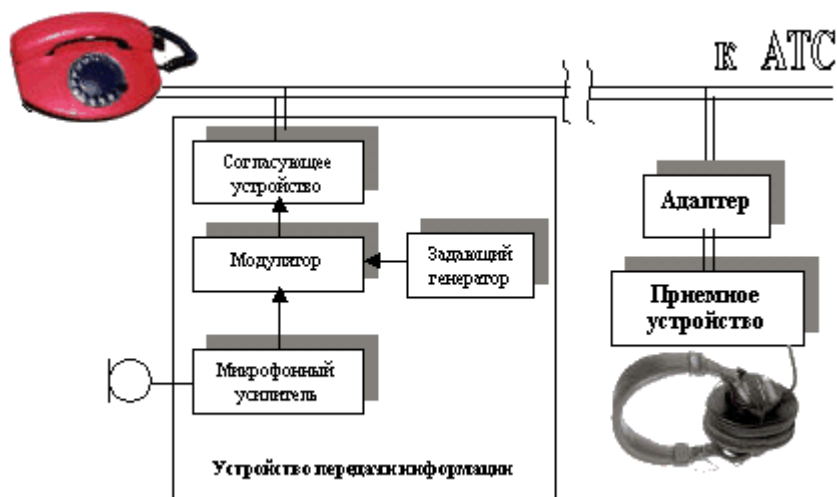 к АТС
Согласующее
устройство
Адаптер
Модулятор
Задающий
генератор
Приемное
устройство
Микрофонный
усилитель
Устройство передачи информации